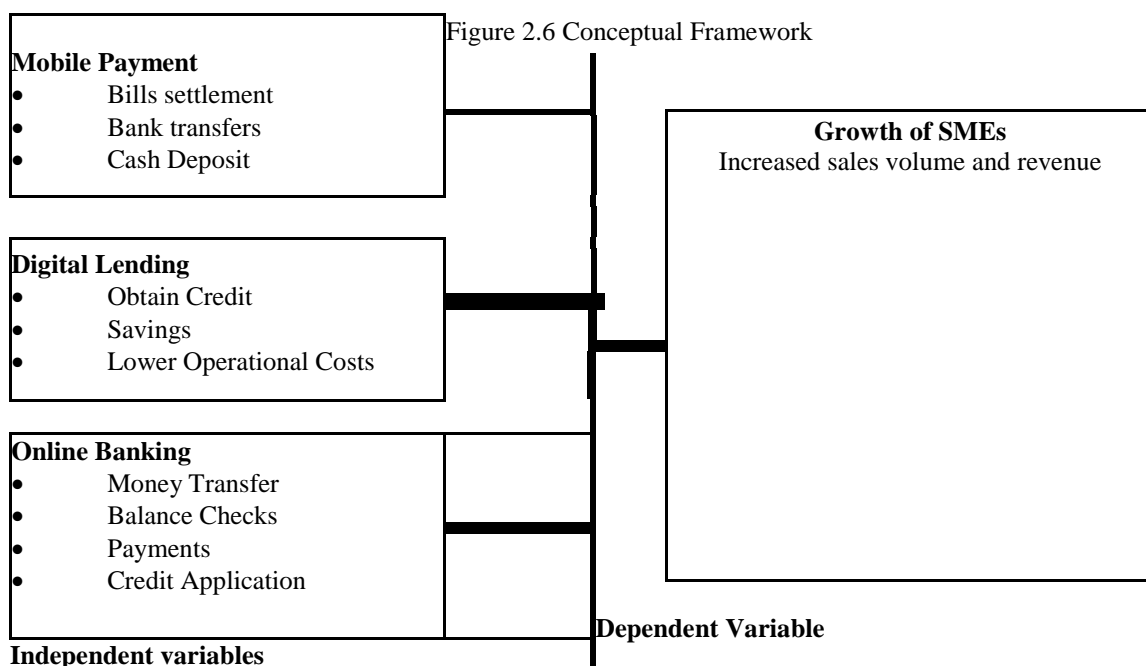 Figure 2.6 Conceptual Framework
Mobile Payment
• Bills settlement
• Bank transfers
• Cash Deposit
Growth of SMEs
Increased sales volume and revenue
Digital Lending
• Obtain Credit
• Savings
• Lower Operational Costs
Online Banking
• Money Transfer
• Balance Checks
• Payments
• Credit Application
Dependent Variable
Independent variables